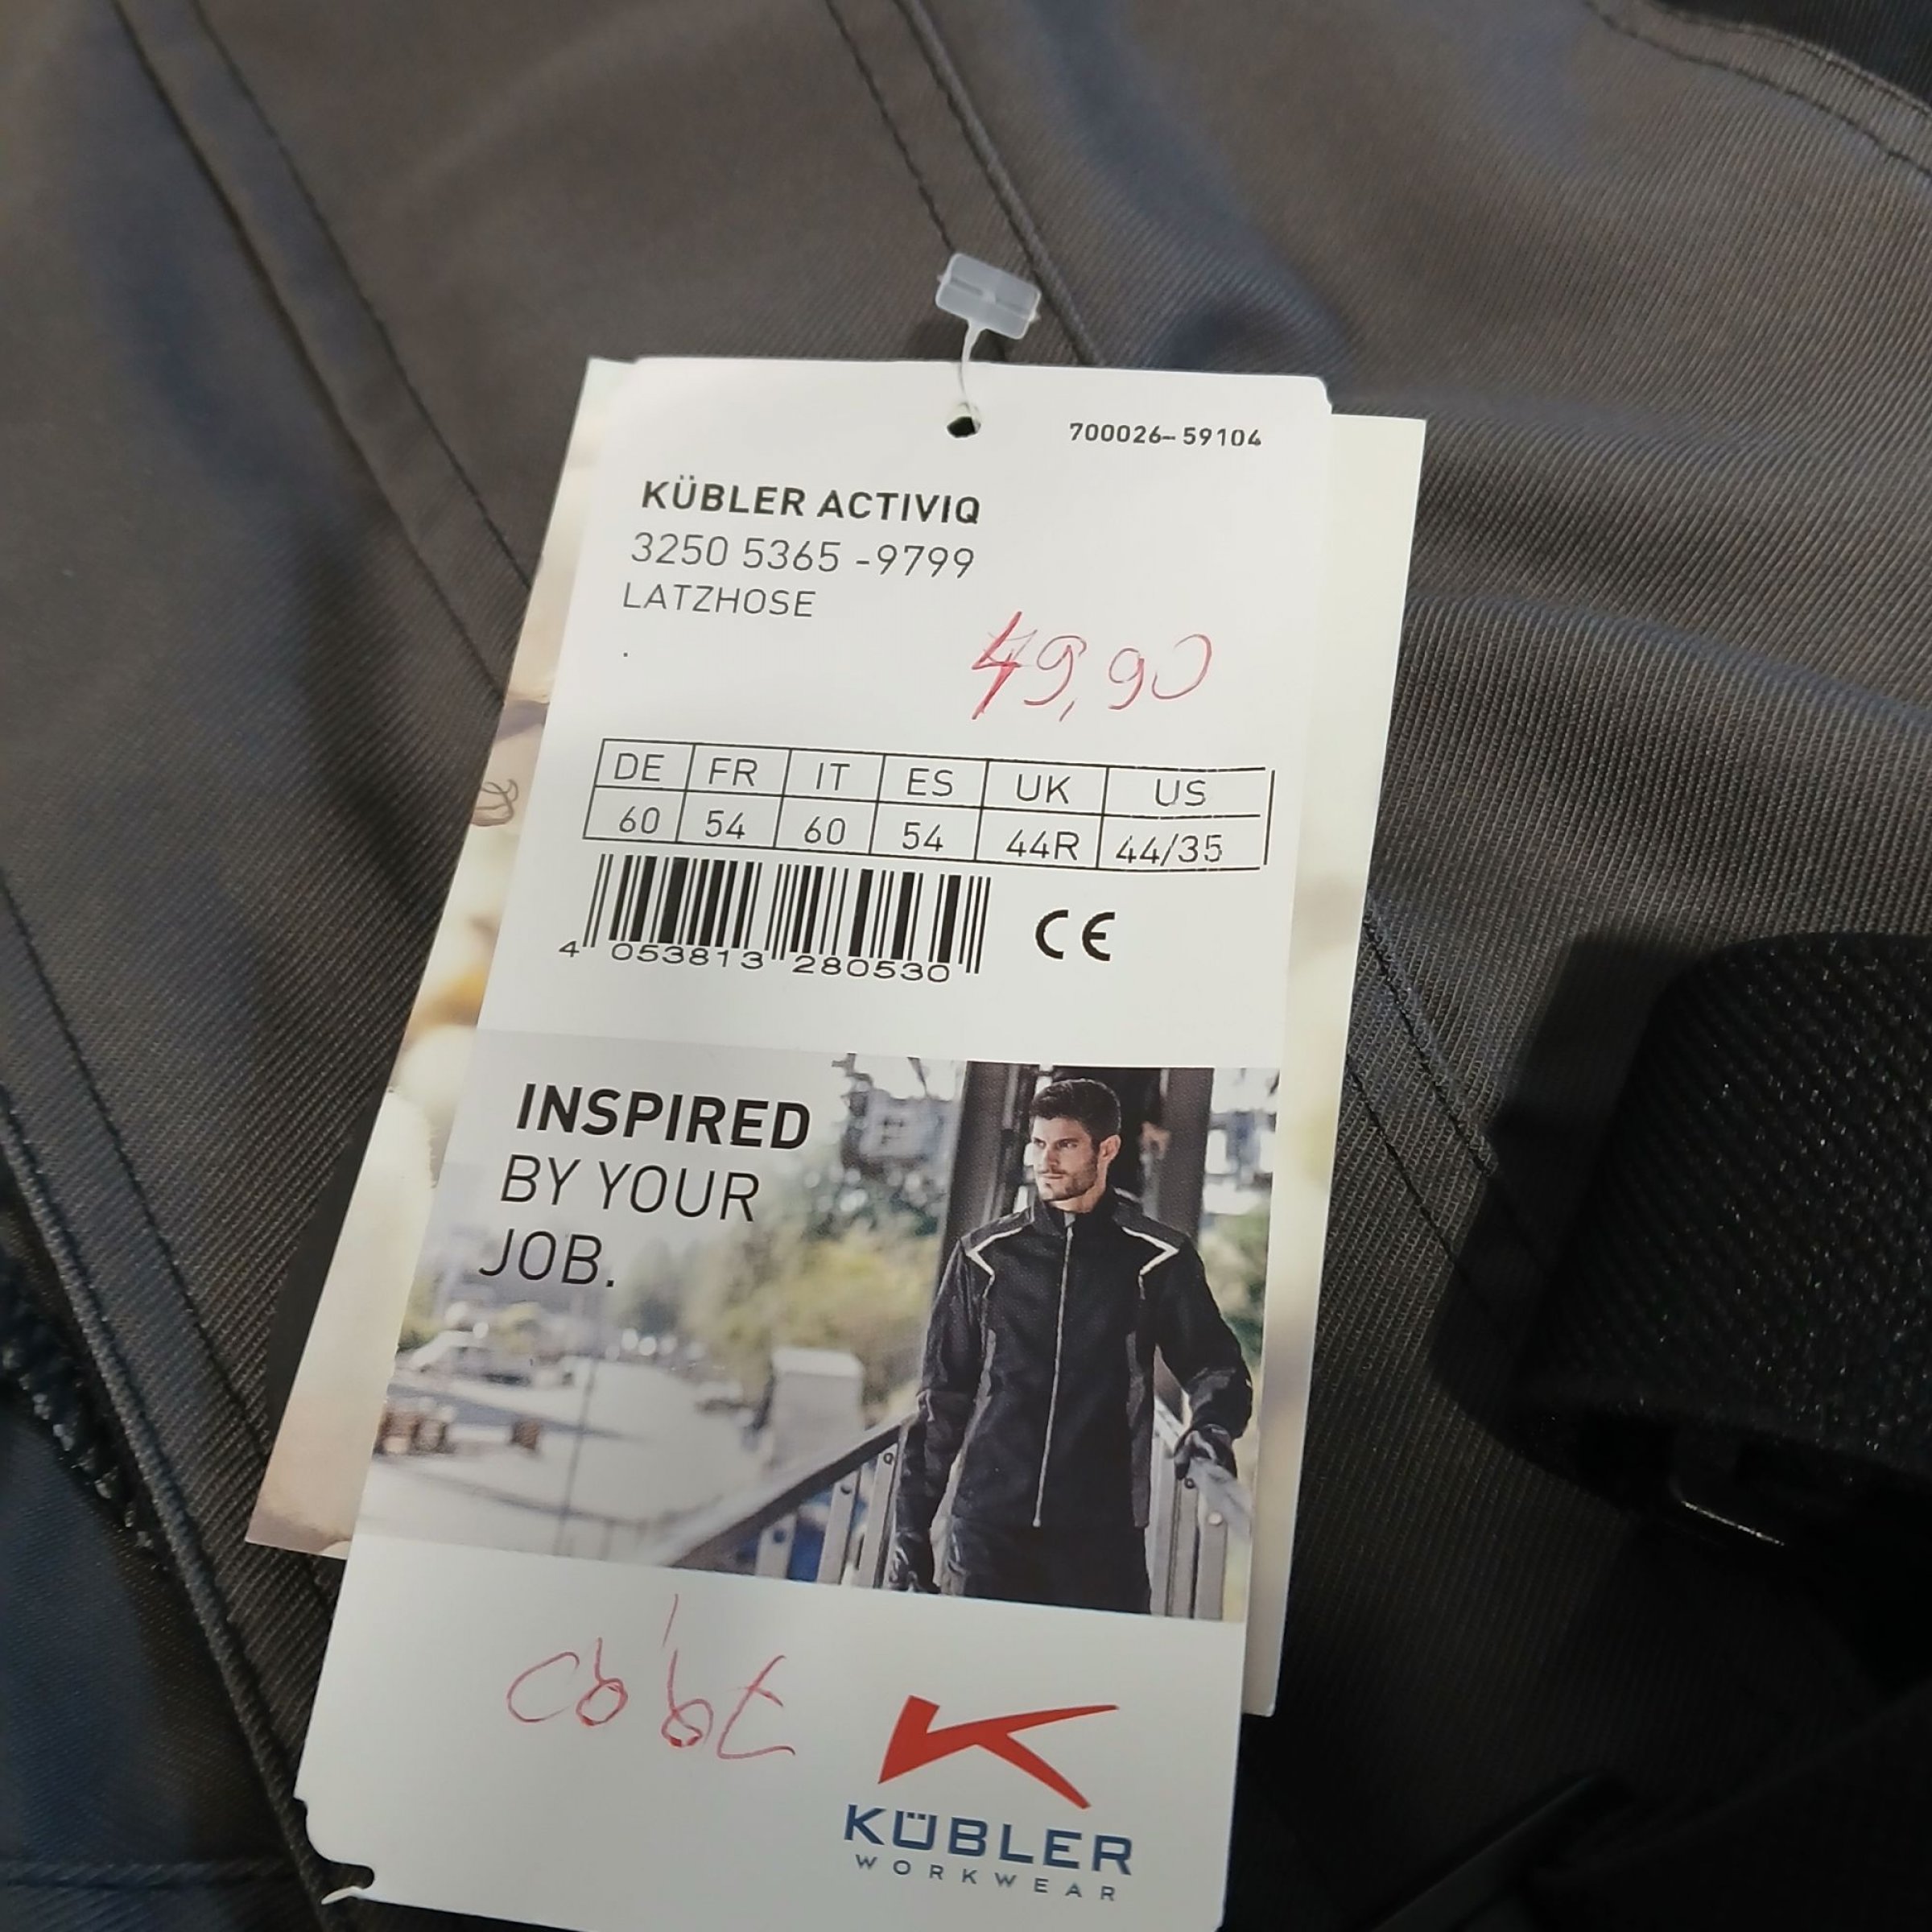 700026-59104
KÜBLER ACTIVIQ
3250 5365 -9799
LATZHOSE
.
49,90
DE FR IT ES UK US
60 54 60 54 44R 44/35
4 053813 280530 CE
INSPIRED
BY YOUR
JOB.
KÜBLER
WORKWEAR